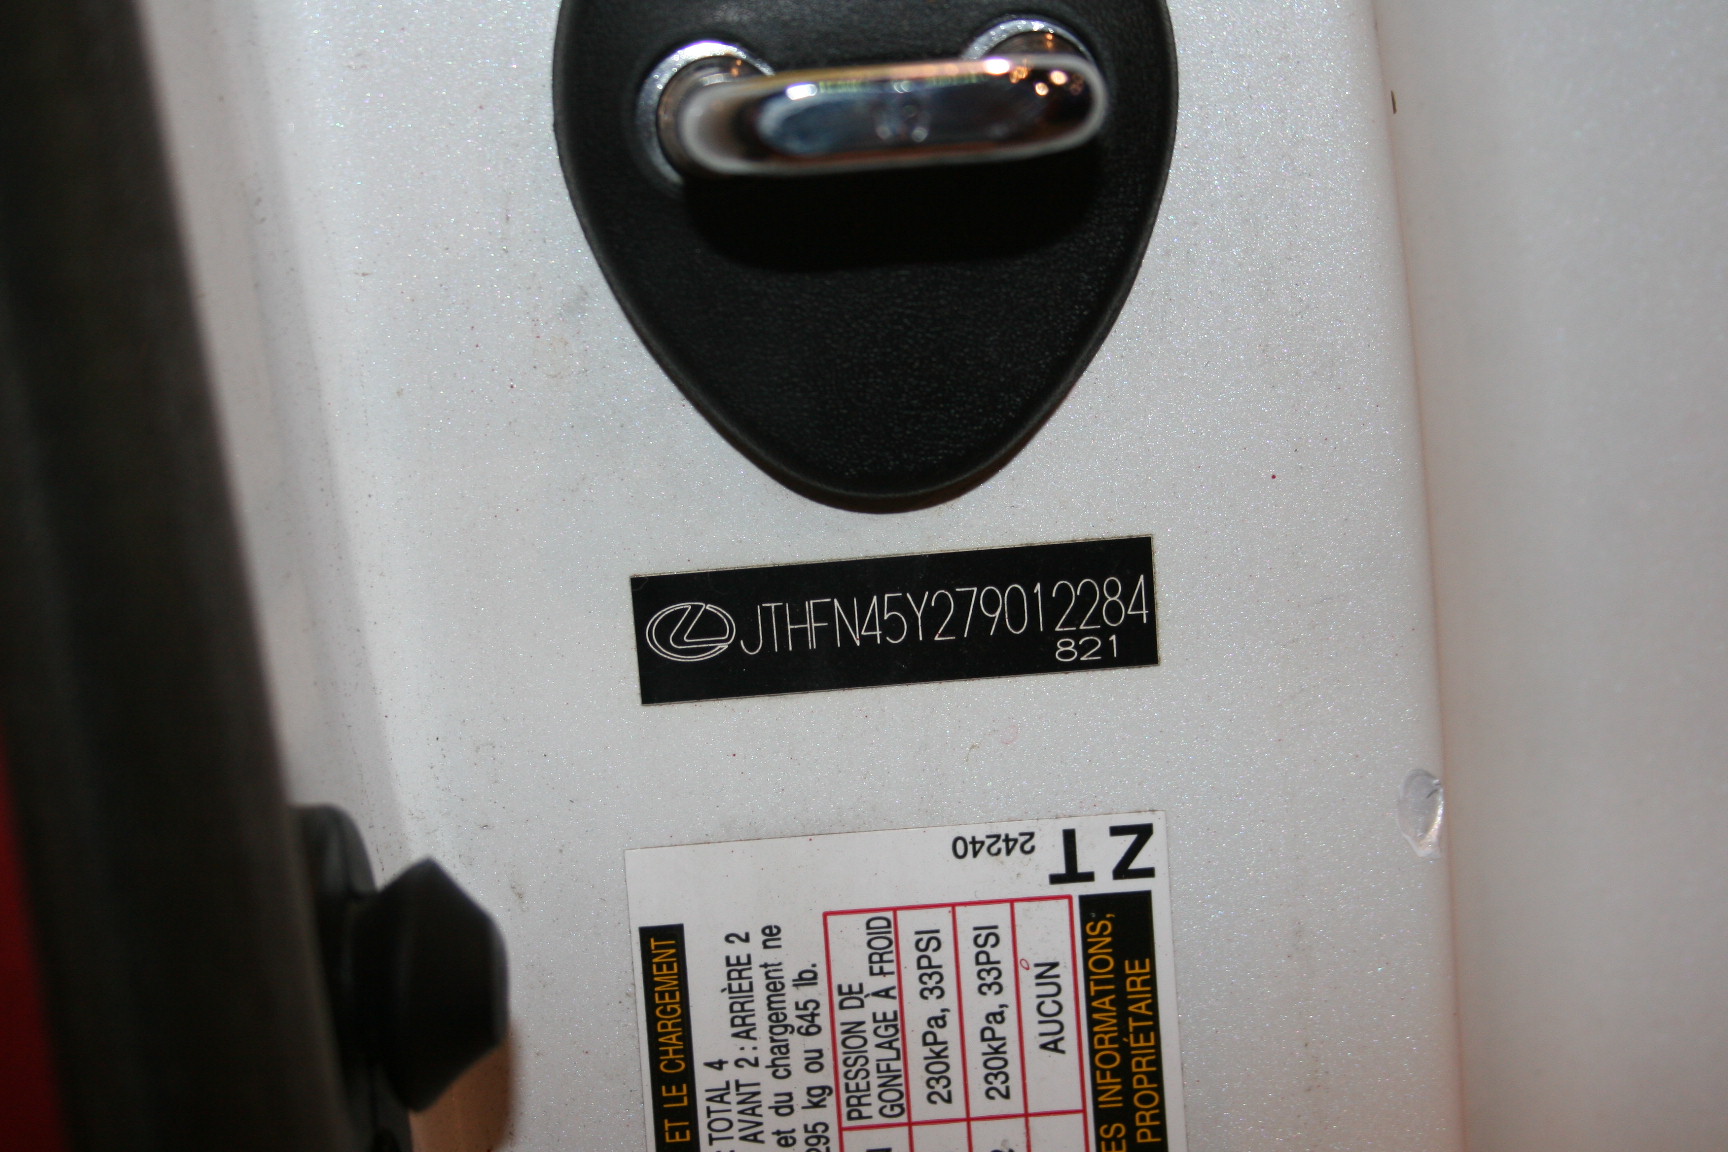 JTHFN45Y279012284
821
ZT
24240
ET LE CHARGEMENT
TOTAL 4
AVANT 2 : ARRIÈRE 2
et du chargement ne
295 kg ou 645 lb.
PRESSION DE
GONFLAGE À FROID
230kPa, 33PSI
230kPa, 33PSI
AUCUN
ES INFORMATIONS,
PROPRIÉTAIRE